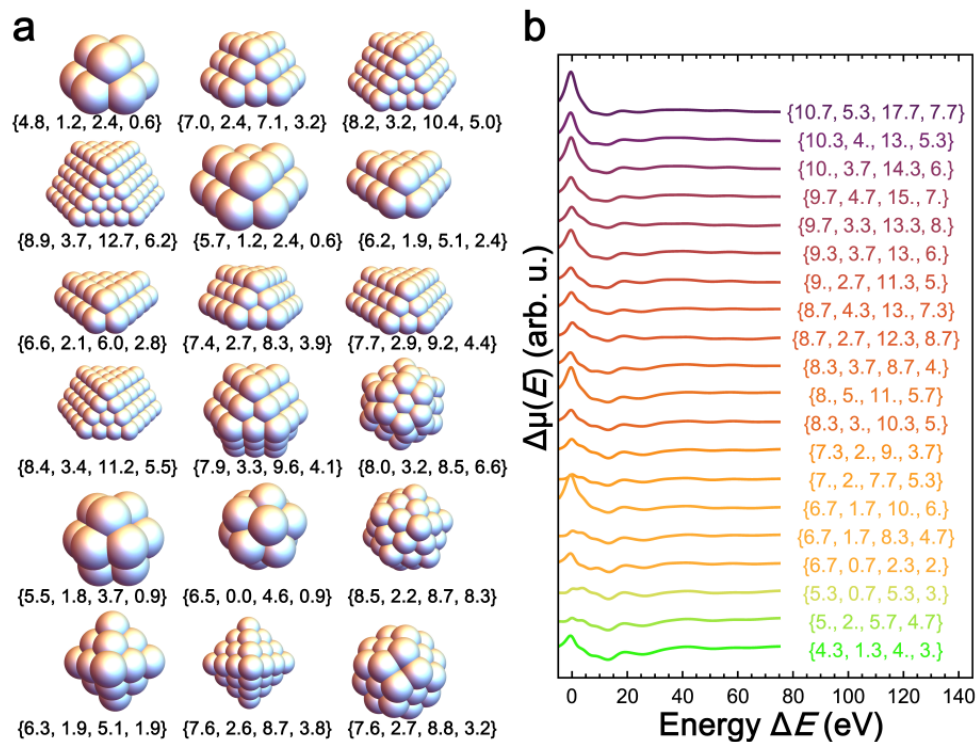 a
{4.8, 1.2, 2.4, 0.6} {7.0, 2.4, 7.1, 3.2} {8.2, 3.2, 10.4, 5.0}
{8.9, 3.7, 12.7, 6.2} {5.7, 1.2, 2.4, 0.6} {6.2, 1.9, 5.1, 2.4}
{6.6, 2.1, 6.0, 2.8} {7.4, 2.7, 8.3, 3.9} {7.7, 2.9, 9.2, 4.4}
{8.4, 3.4, 11.2, 5.5} {7.9, 3.3, 9.6, 4.1} {8.0, 3.2, 8.5, 6.6}
{5.5, 1.8, 3.7, 0.9} {6.5, 0.0, 4.6, 0.9} {8.5, 2.2, 8.7, 8.3}
{6.3, 1.9, 5.1, 1.9} {7.6, 2.6, 8.7, 3.8} {7.6, 2.7, 8.8, 3.2}
b
Δμ(E) (arb. u.)
{10.7, 5.3, 17.7, 7.7}
{10.3, 4., 13., 5.3}
{10., 3.7, 14.3, 6.}
{9.7, 4.7, 15., 7.}
{9.7, 3.3, 13.3, 8.}
{9.3, 3.7, 13., 6.}
{9., 2.7, 11.3, 5.}
{8.7, 4.3, 13., 7.3}
{8.7, 2.7, 12.3, 8.7}
{8.3, 3.7, 8.7, 4.}
{8., 5., 11., 5.7}
{8.3, 3., 10.3, 5.}
{7.3, 2., 9., 3.7}
{7., 2., 7.7, 5.3}
{6.7, 1.7, 10., 6.}
{6.7, 1.7, 8.3, 4.7}
{6.7, 0.7, 2.3, 2.}
{5.3, 0.7, 5.3, 3.}
{5., 2., 5.7, 4.7}
{4.3, 1.3, 4., 3.}
0 20 40 60 80 100 120 140
Energy ΔE (eV)